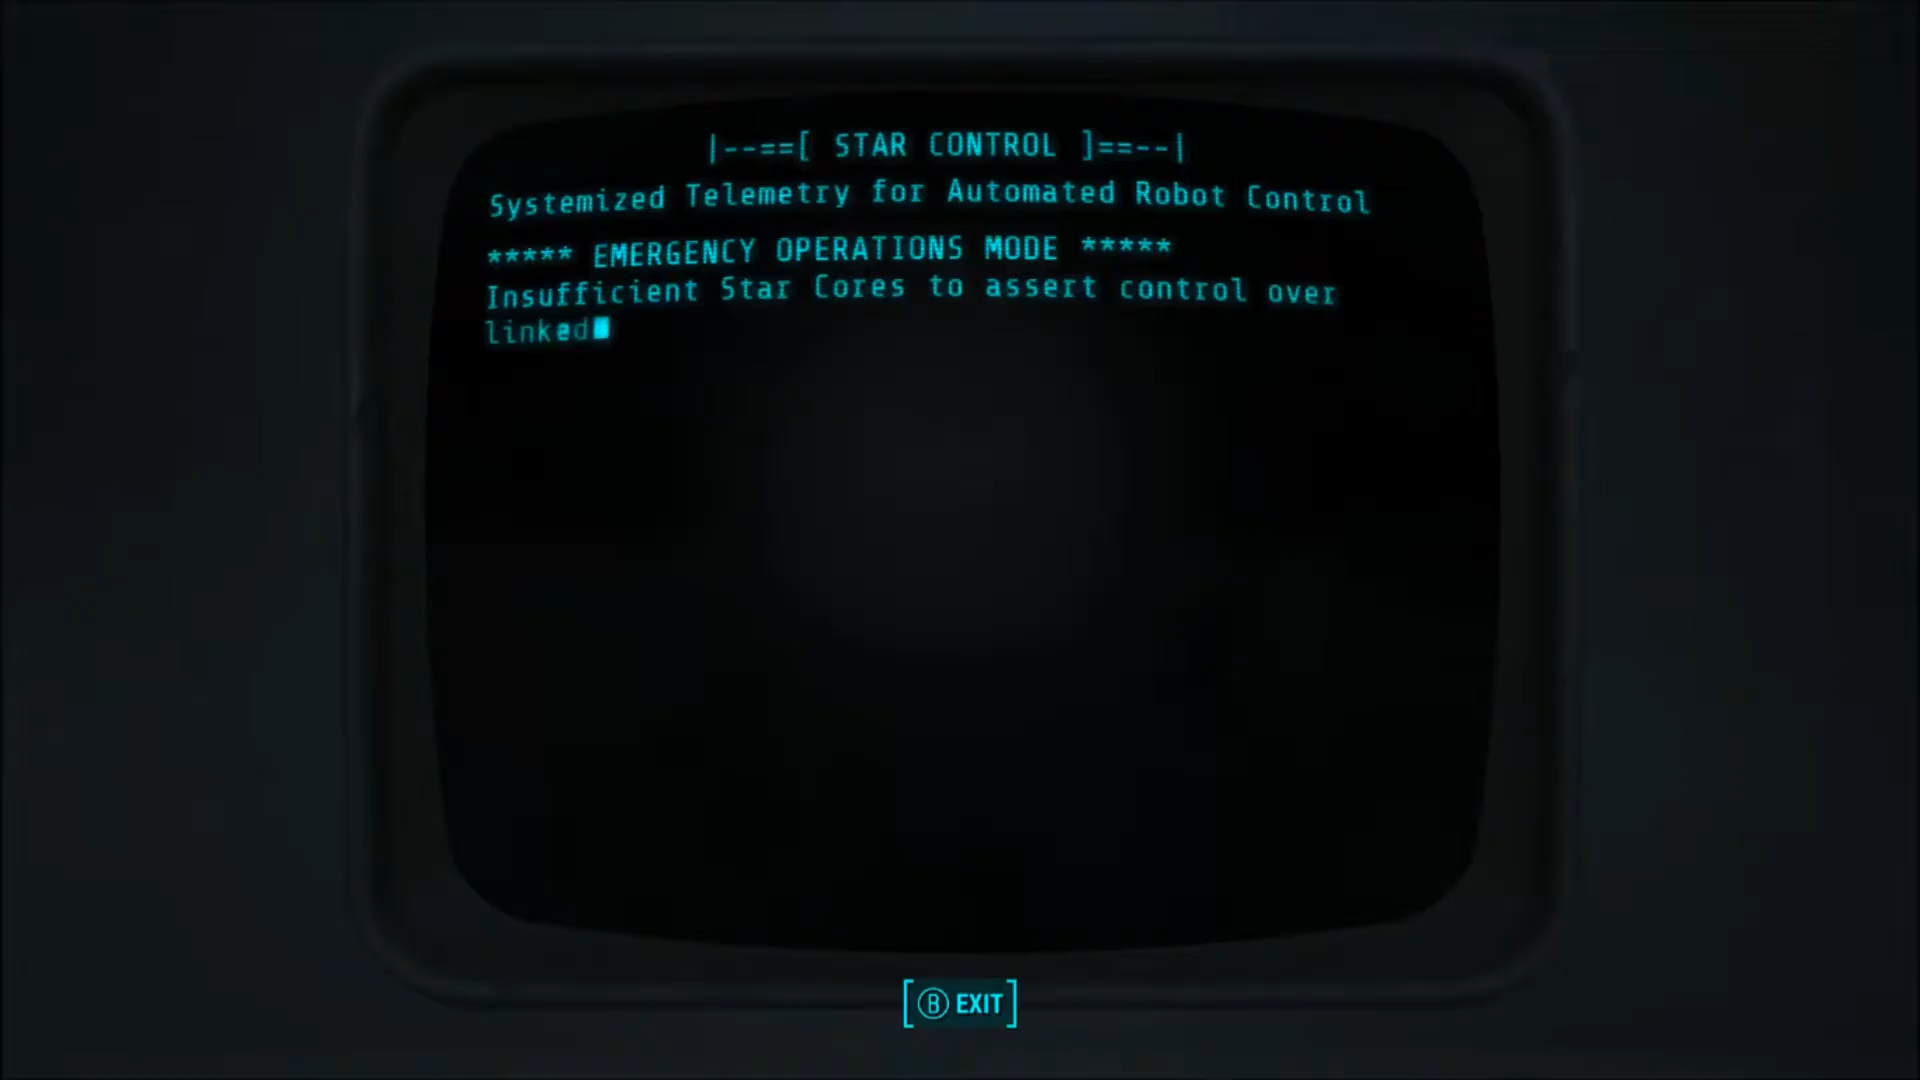 |--==[ STAR CONTROL ]==--|
Systemized Telemetry for Automated Robot Control
***** EMERGENCY OPERATIONS MODE *****
Insufficient Star Cores to assert control over
linked
[Ⓑ EXIT]